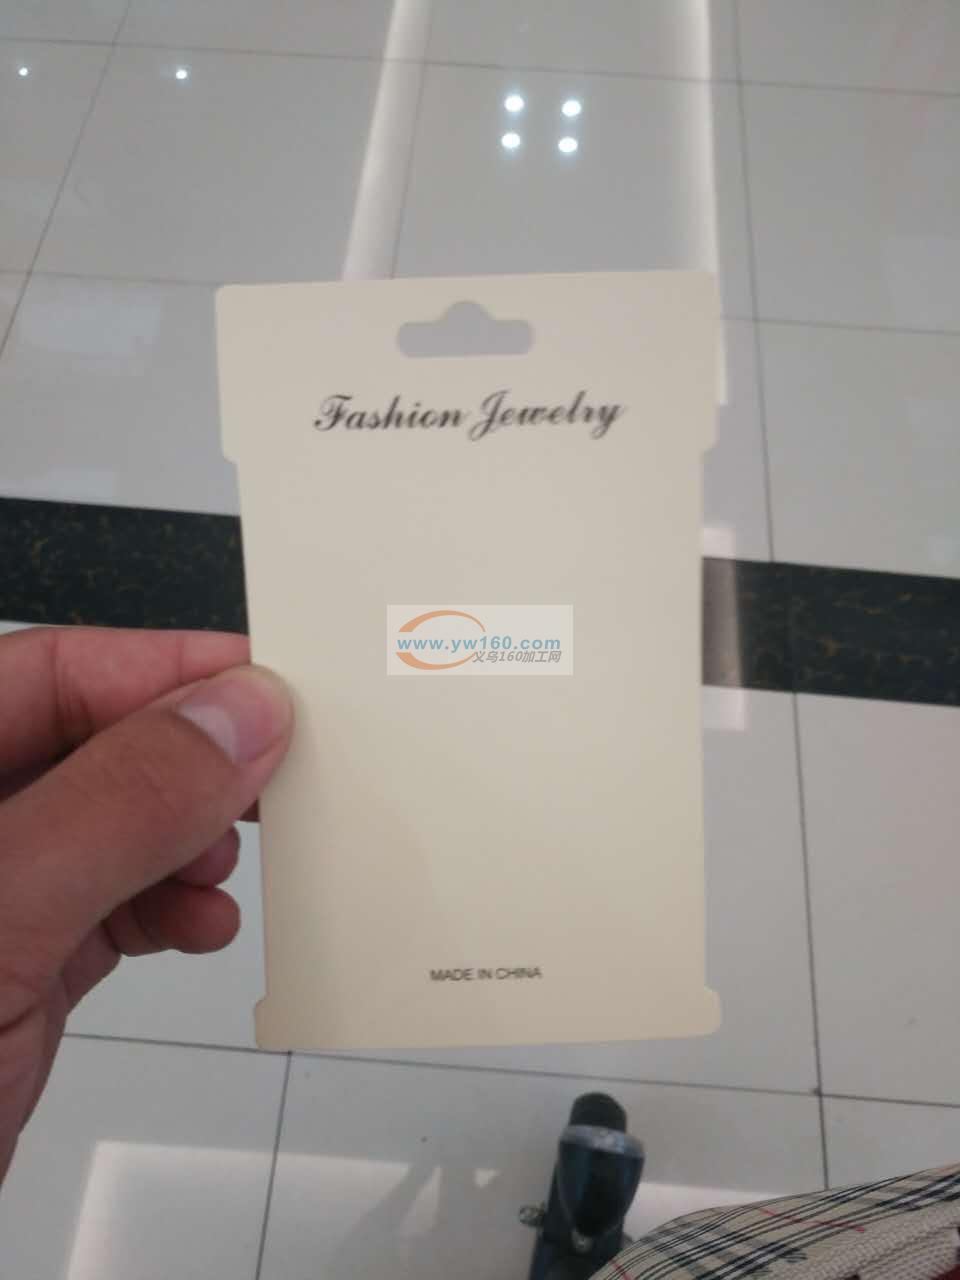 Fashion Jewelry
www.yw160.com
义乌160加工网
MADE IN CHINA